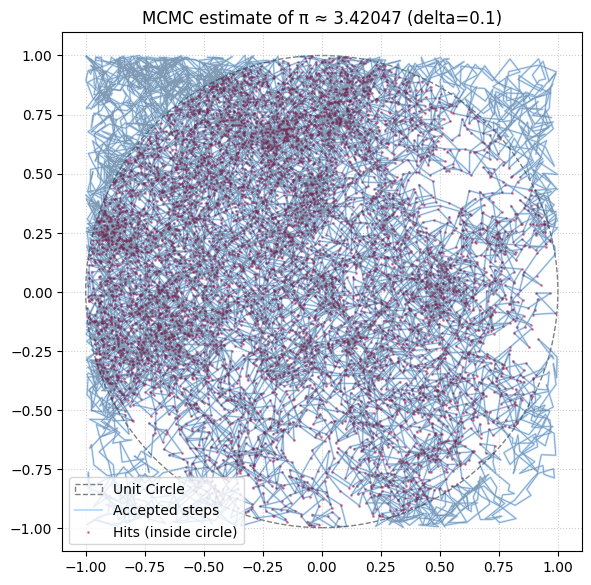 MCMC estimate of π ≈ 3.42047 (delta=0.1)
1.00
0.75
0.50
0.25
0.00
−0.25
−0.50
−0.75
−1.00
Unit Circle
Accepted steps
Hits (inside circle)
−1.00 −0.75 −0.50 −0.25 0.00 0.25 0.50 0.75 1.00